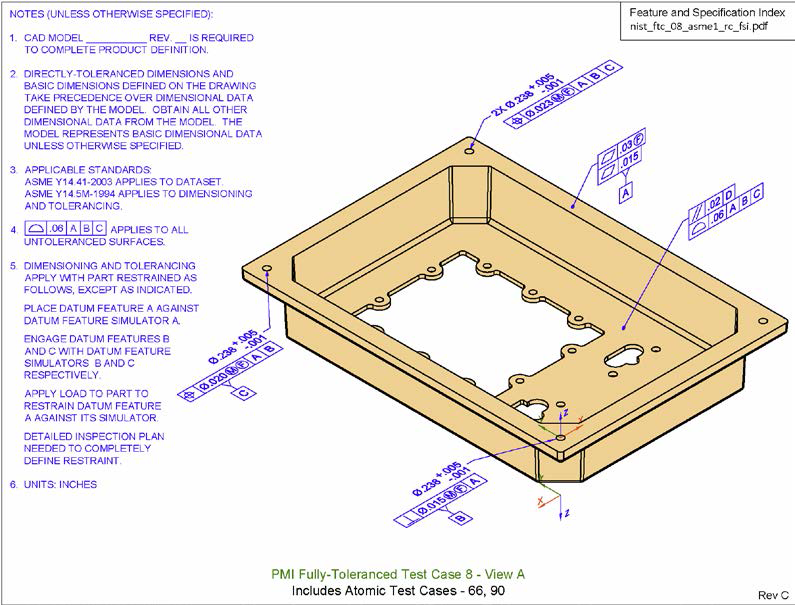 NOTES (UNLESS OTHERWISE SPECIFIED):
1. CAD MODEL ____________ REV. __ IS REQUIRED
TO COMPLETE PRODUCT DEFINITION.
2. DIRECTLY-TOLERANCED DIMENSIONS AND
BASIC DIMENSIONS DEFINED ON THE DRAWING
TAKE PRECEDENCE OVER DIMENSIONAL DATA
DEFINED BY THE MODEL. OBTAIN ALL OTHER
DIMENSIONAL DATA FROM THE MODEL. THE
MODEL REPRESENTS BASIC DIMENSIONAL DATA
UNLESS OTHERWISE SPECIFIED.
3. APPLICABLE STANDARDS:
ASME Y14.41-2003 APPLIES TO DATASET.
ASME Y14.5M-1994 APPLIES TO DIMENSIONING
AND TOLERANCING.
4. ⌓ .06 A B C APPLIES TO ALL
UNTOLERANCED SURFACES.
5. DIMENSIONING AND TOLERANCING
APPLY WITH PART RESTRAINED AS
FOLLOWS, EXCEPT AS INDICATED.
PLACE DATUM FEATURE A AGAINST
DATUM FEATURE SIMULATOR A.
ENGAGE DATUM FEATURES B
AND C WITH DATUM FEATURE
SIMULATORS B AND C
RESPECTIVELY.
APPLY LOAD TO PART TO
RESTRAIN DATUM FEATURE
A AGAINST ITS SIMULATOR.
DETAILED INSPECTION PLAN
NEEDED TO COMPLETELY
DEFINE RESTRAINT.
6. UNITS: INCHES
Feature and Specification Index
nist_ftc_08_asme1_rc_fsi.pdf
2X Ø.238 +.005 -.001
⌖ Ø.023 Ⓜ Ⓕ A B C
⏥ .03 Ⓕ
⏥ .015
A
⫽ .02 D
⌓ .06 A B C
Ø.238 +.005 -.001
⌖ Ø.020 Ⓜ Ⓕ A B
C
Ø.238 +.005 -.001
⟂ Ø.015 Ⓜ Ⓕ A
B
Z
Y
X
Z
PMI Fully-Toleranced Test Case 8 - View A
Includes Atomic Test Cases - 66, 90
Rev C